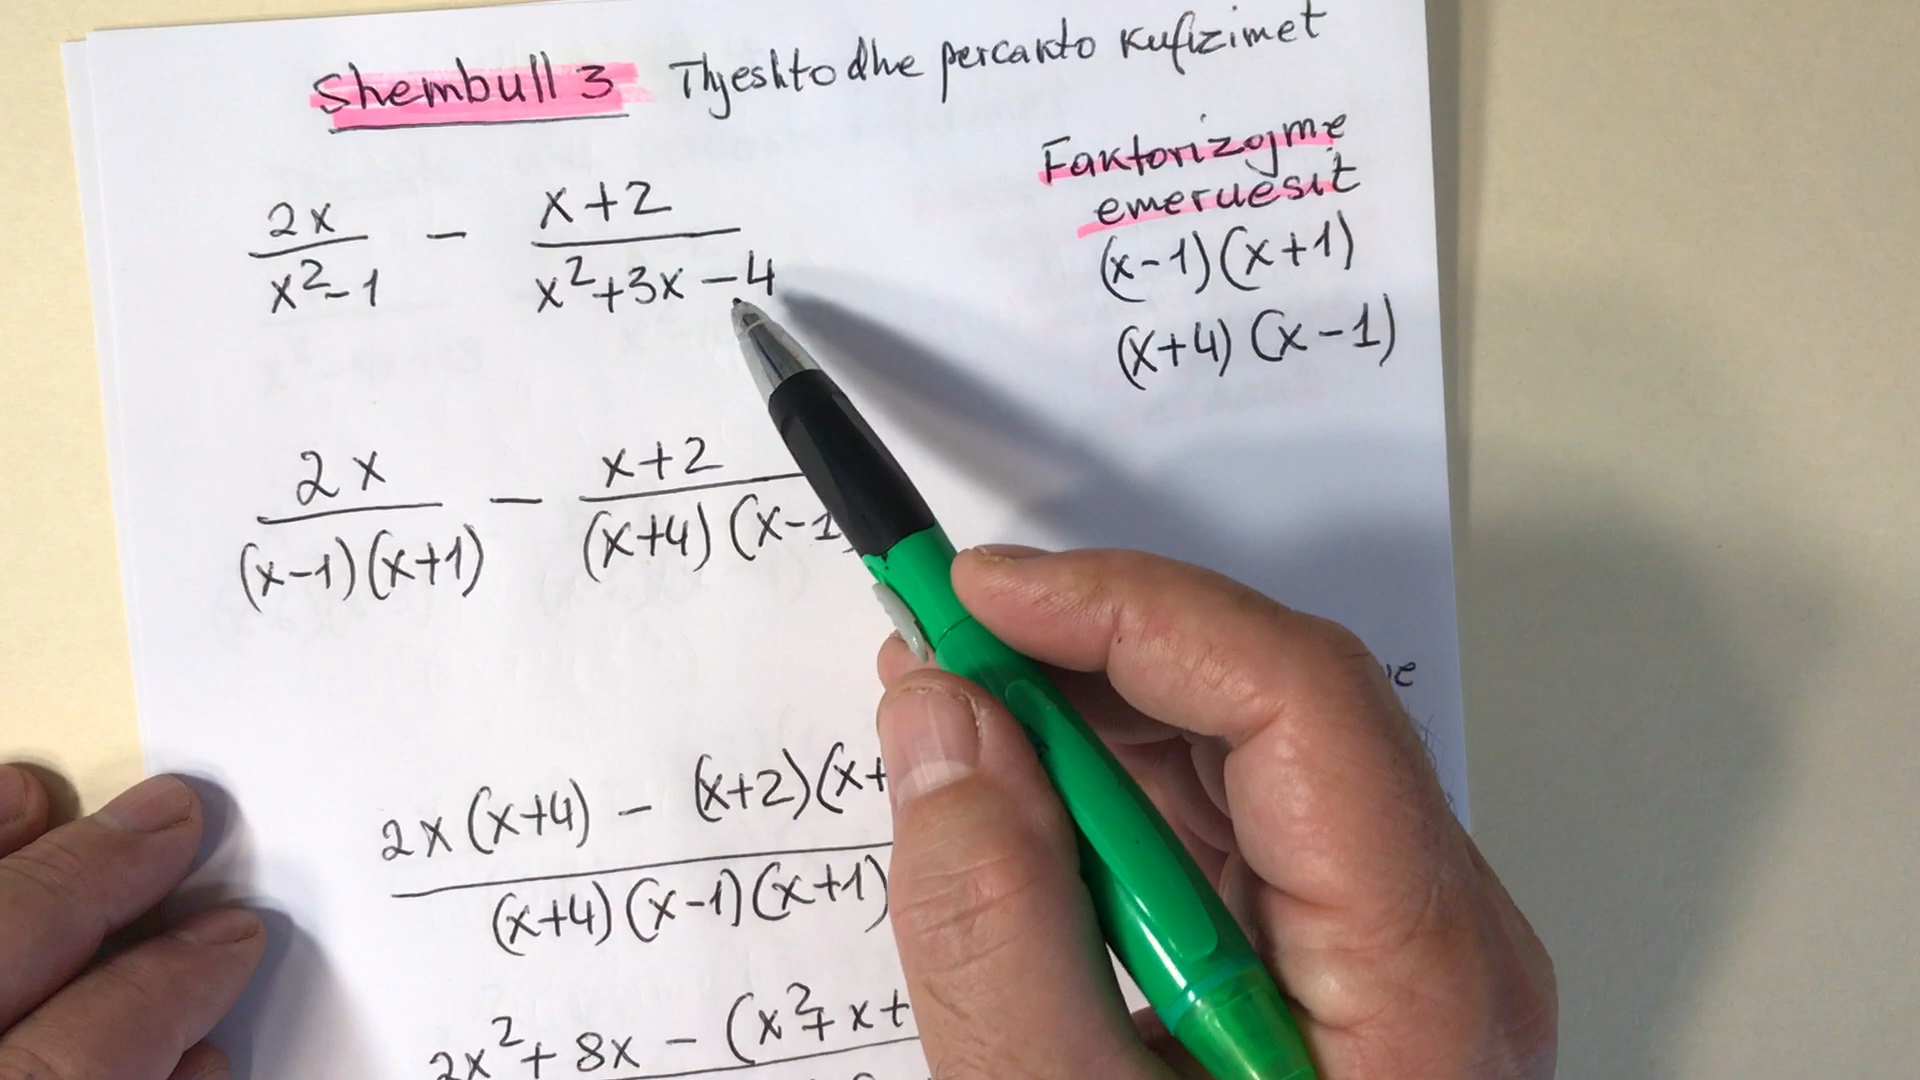 Shembull 3 Thjeshto dhe percakto kufizimet
Faktorizojme
emeruesit
2x / x²-1 - x+2 / x²+3x-4
(x-1)(x+1)
(x+4)(x-1)
2x / (x-1)(x+1) - x+2 / (x+4)(x-1
2x(x+4) - (x+2)(x+
(x+4)(x-1)(x+1)
2x²+8x-(x²+x+